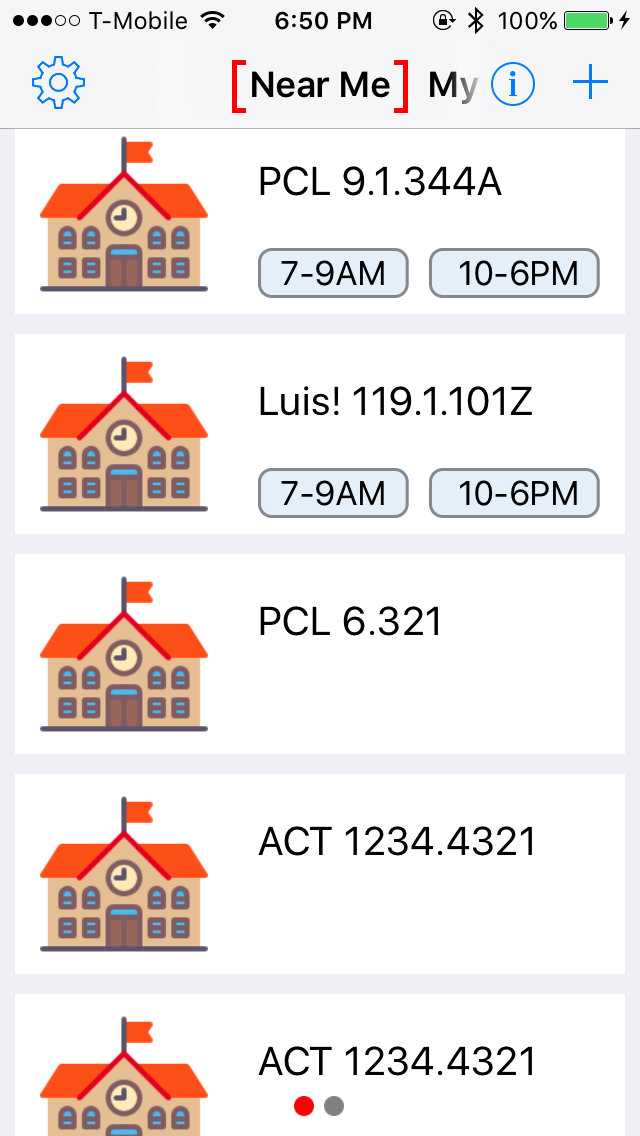 T-Mobile 6:50 PM 100%
[Near Me] My i +
PCL 9.1.344A
7-9AM 10-6PM
Luis! 119.1.101Z
7-9AM 10-6PM
PCL 6.321
ACT 1234.4321
ACT 1234.4321